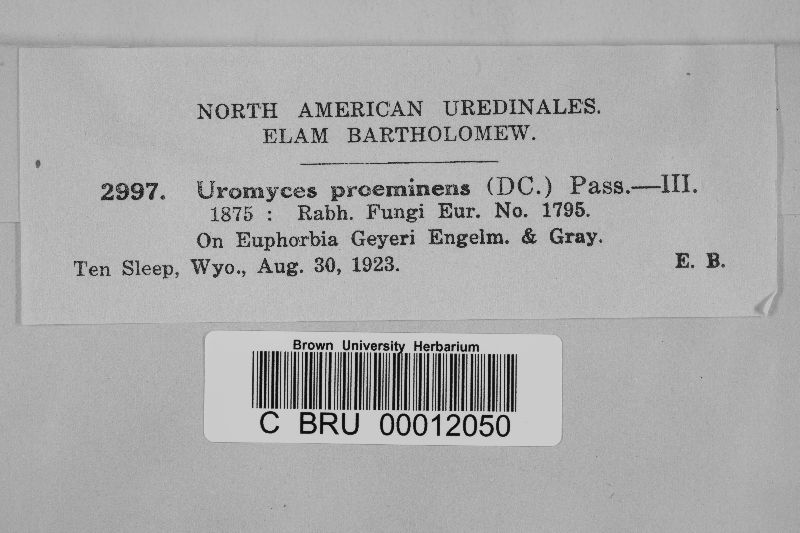 NORTH AMERICAN UREDINALES.
ELAM BARTHOLOMEW.
2997. Uromyces proeminens (DC.) Pass.—III.
1875 : Rabh. Fungi Eur. No. 1795.
On Euphorbia Geyeri Engelm. & Gray.
Ten Sleep, Wyo., Aug. 30, 1923. E. B.
Brown University Herbarium
C BRU 00012050